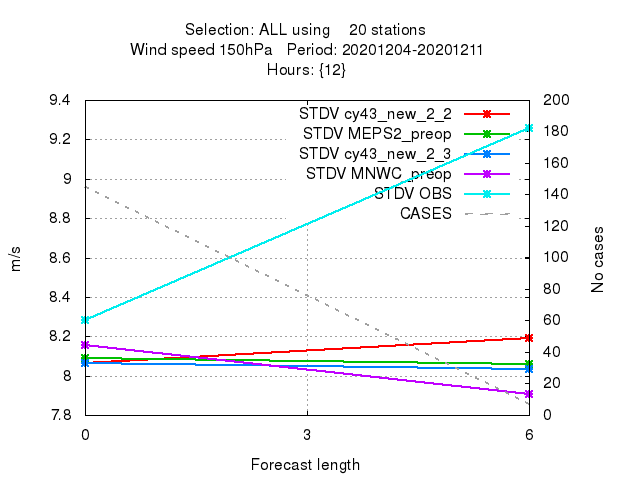 Selection: ALL using 20 stations
Wind speed 150hPa Period: 20201204-20201211
Hours: {12}
9.4
9.2
9
8.8
8.6
8.4
8.2
8
7.8
m/s
STDV cy43_new_2_2
STDV MEPS2_preop
STDV cy43_new_2_3
STDV MNWC_preop
STDV OBS
CASES
200
180
160
140
120
100
80
60
40
20
0
No cases
0 3 6
Forecast length